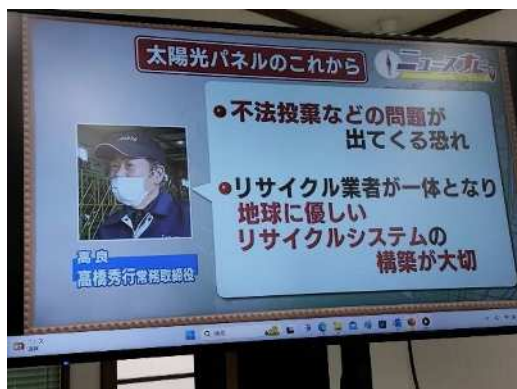 太陽光パネルのこれから
●不法投棄などの問題が
出てくる恐れ
●リサイクル業者が一体となり
地球に優しい
リサイクルシステムの
構築が大切
高良
高橋秀行常務取締役